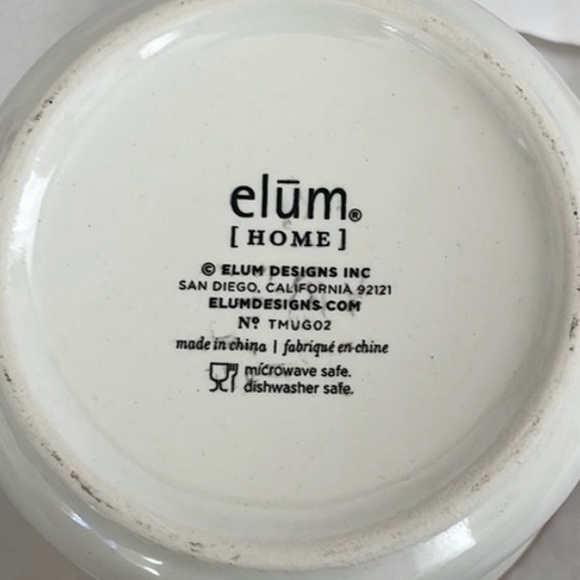 elūm®
[ HOME ]
© ELUM DESIGNS INC
SAN DIEGO, CALIFORNIA 92121
ELUMDESIGNS.COM
Nº TMUG02
made in china | fabriqué en chine
microwave safe.
dishwasher safe.